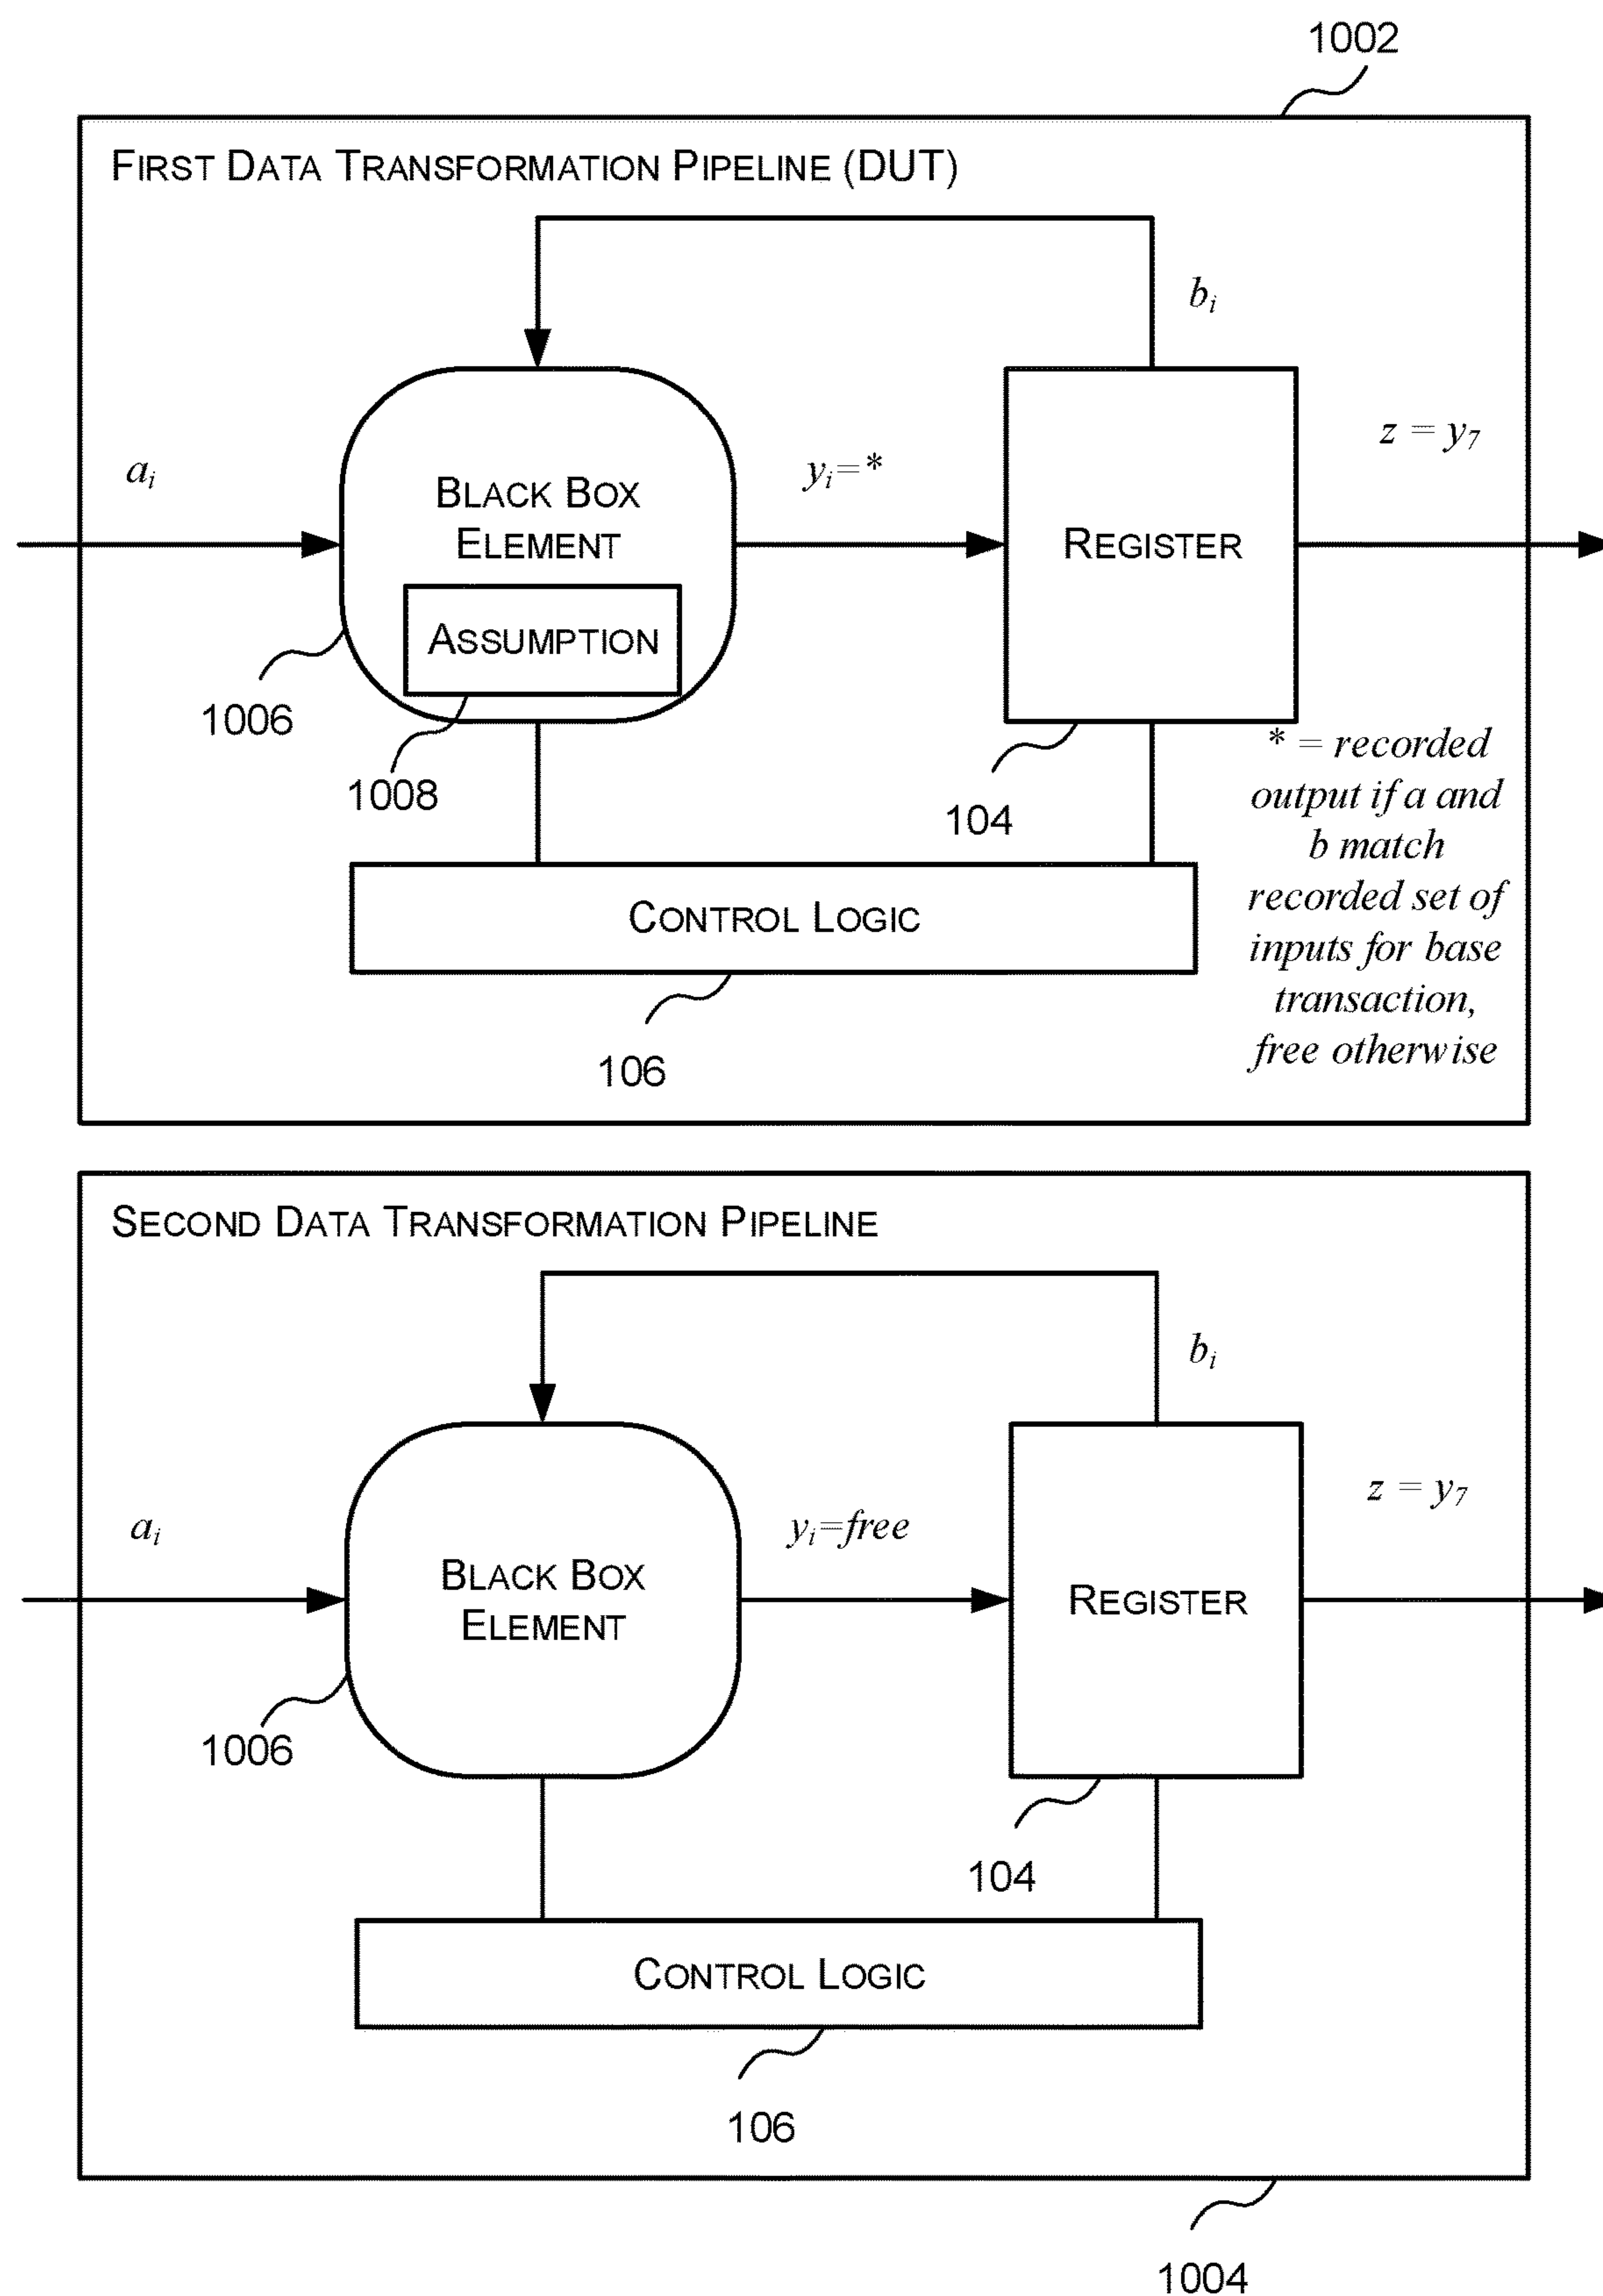 1002
FIRST DATA TRANSFORMATION PIPELINE (DUT)
bᵢ
z = y₇
aᵢ
yᵢ=*
BLACK BOX
ELEMENT
REGISTER
ASSUMPTION
1006
1008
104
* = recorded
output if a and
b match
recorded set of
inputs for base
transaction,
free otherwise
CONTROL LOGIC
106
SECOND DATA TRANSFORMATION PIPELINE
bᵢ
z = y₇
aᵢ
yᵢ=free
BLACK BOX
ELEMENT
REGISTER
1006
104
CONTROL LOGIC
106
1004